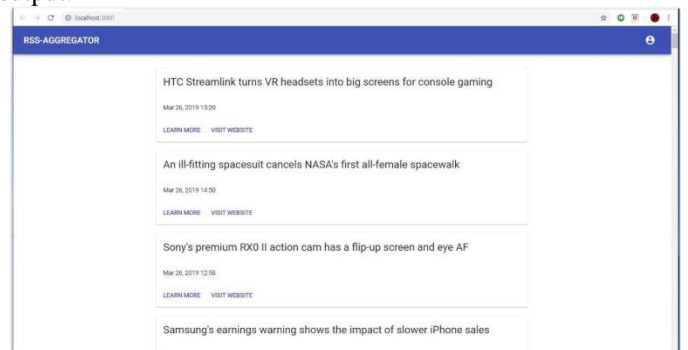 output.
localhost:3000
RSS-AGGREGATOR
HTC Streamlink turns VR headsets into big screens for console gaming
Mar 26, 2019 15:20
LEARN MORE VISIT WEBSITE
An ill-fitting spacesuit cancels NASA's first all-female spacewalk
Mar 26, 2019 14:50
LEARN MORE VISIT WEBSITE
Sony's premium RX0 II action cam has a flip-up screen and eye AF
Mar 26, 2019 12:58
LEARN MORE VISIT WEBSITE
Samsung's earnings warning shows the impact of slower iPhone sales